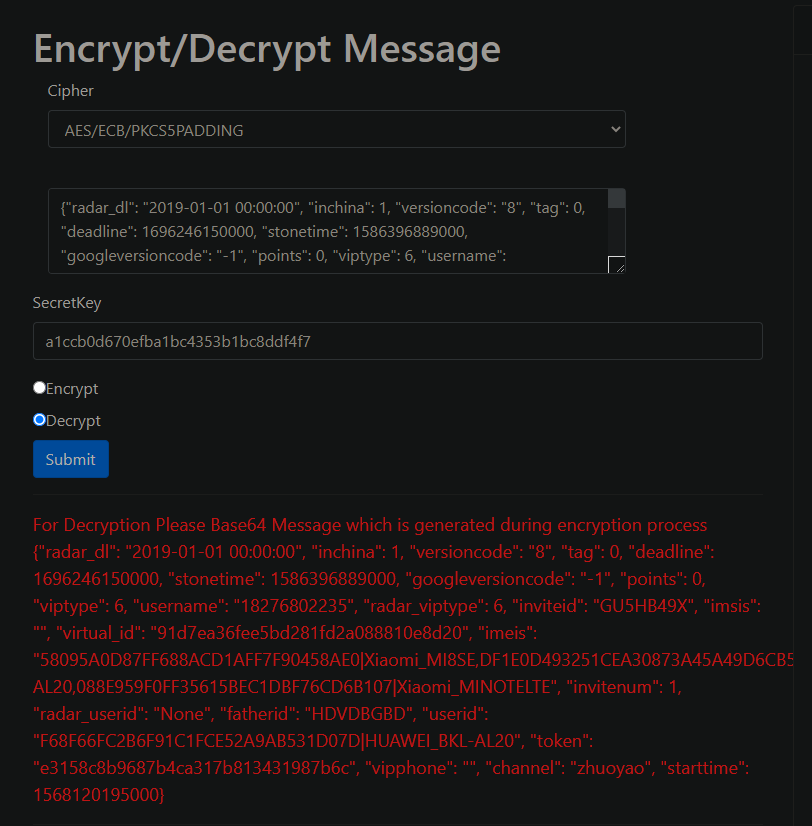 Encrypt/Decrypt Message
Cipher
AES/ECB/PKCS5PADDING
{"radar_dl": "2019-01-01 00:00:00", "inchina": 1, "versioncode": "8", "tag": 0,
"deadline": 1696246150000, "stonetime": 1586396889000,
"googleversioncode": "-1", "points": 0, "viptype": 6, "username":
SecretKey
a1ccb0d670efba1bc4353b1bc8ddf4f7
Encrypt
Decrypt
Submit
For Decryption Please Base64 Message which is generated during encryption process
{"radar_dl": "2019-01-01 00:00:00", "inchina": 1, "versioncode": "8", "tag": 0, "deadline":
1696246150000, "stonetime": 1586396889000, "googleversioncode": "-1", "points": 0,
"viptype": 6, "username": "18276802235", "radar_viptype": 6, "inviteid": "GU5HB49X", "imsis":
"", "virtual_id": "91d7ea36fee5bd281fd2a088810e8d20", "imeis":
"58095A0D87FF688ACD1AFF7F90458AE0|Xiaomi_MI8SE,DF1E0D493251CEA30873A45A49D6CB5
AL20,088E959F0FF35615BEC1DBF76CD6B107|Xiaomi_MINOTELTE", "invitenum": 1,
"radar_userid": "None", "fatherid": "HDVDBGBD", "userid":
"F68F66FC2B6F91C1FCE52A9AB531D07D|HUAWEI_BKL-AL20", "token":
"e3158c8b9687b4ca317b813431987b6c", "vipphone": "", "channel": "zhuoyao", "starttime":
1568120195000}